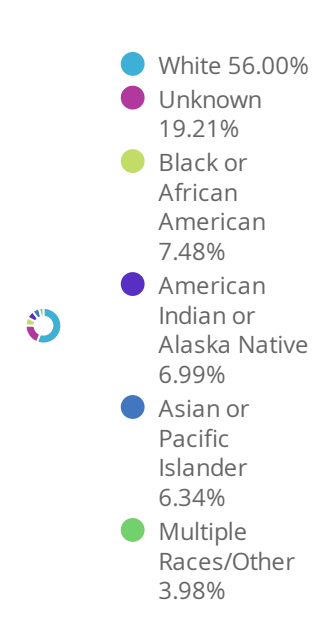 White 56.00%
Unknown
19.21%
Black or
African
American
7.48%
American
Indian or
Alaska Native
6.99%
Asian or
Pacific
Islander
6.34%
Multiple
Races/Other
3.98%